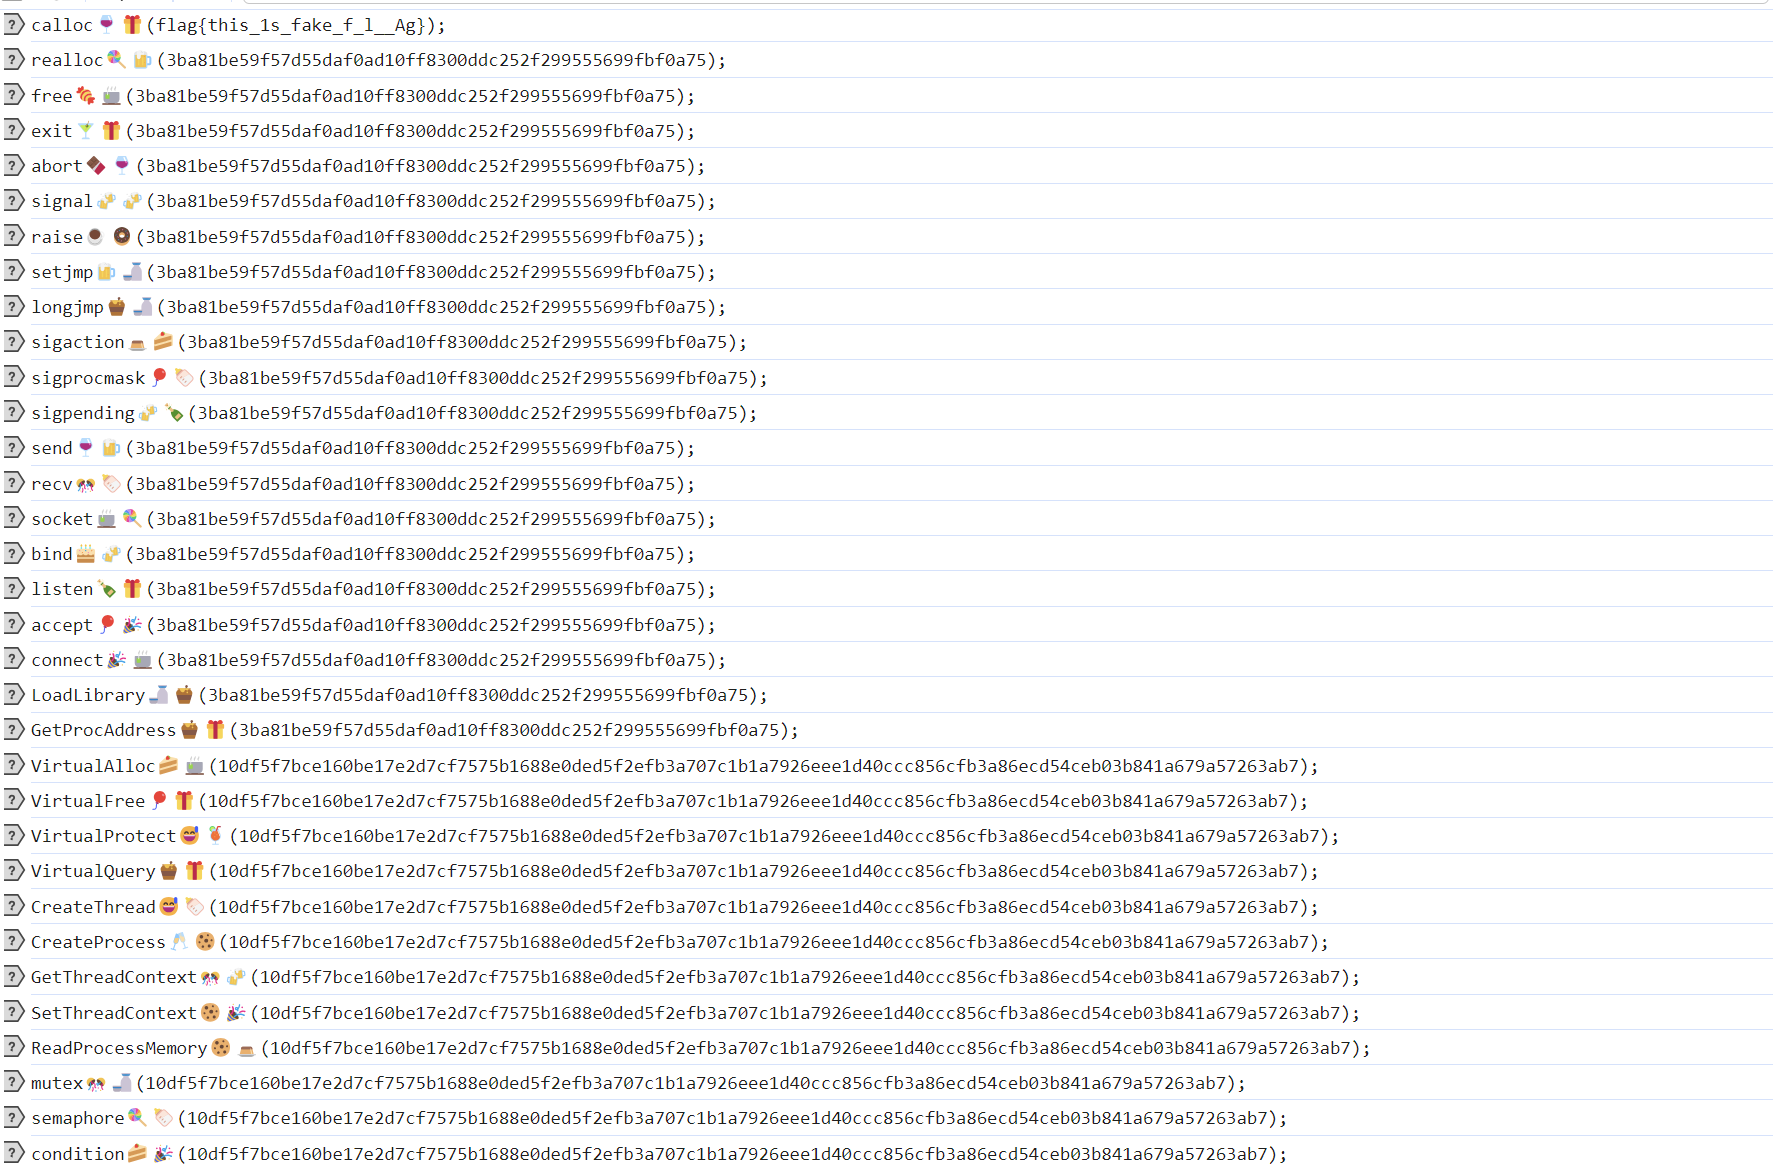 calloc🍷🎁(flag{this_1s_fake_f_l__Ag});
realloc🍭🍺(3ba81be59f57d55daf0ad10ff8300ddc252f299555699fbf0a75);
free🍬🍵(3ba81be59f57d55daf0ad10ff8300ddc252f299555699fbf0a75);
exit🍸🎁(3ba81be59f57d55daf0ad10ff8300ddc252f299555699fbf0a75);
abort🍫🍷(3ba81be59f57d55daf0ad10ff8300ddc252f299555699fbf0a75);
signal🍻🍻(3ba81be59f57d55daf0ad10ff8300ddc252f299555699fbf0a75);
raise☕🍩(3ba81be59f57d55daf0ad10ff8300ddc252f299555699fbf0a75);
setjmp🍺🍶(3ba81be59f57d55daf0ad10ff8300ddc252f299555699fbf0a75);
longjmp🍯🍶(3ba81be59f57d55daf0ad10ff8300ddc252f299555699fbf0a75);
sigaction🍮🍰(3ba81be59f57d55daf0ad10ff8300ddc252f299555699fbf0a75);
sigprocmask🎈🍼(3ba81be59f57d55daf0ad10ff8300ddc252f299555699fbf0a75);
sigpending🍻🍾(3ba81be59f57d55daf0ad10ff8300ddc252f299555699fbf0a75);
send🍷🍺(3ba81be59f57d55daf0ad10ff8300ddc252f299555699fbf0a75);
recv🎊🍼(3ba81be59f57d55daf0ad10ff8300ddc252f299555699fbf0a75);
socket🍵🍭(3ba81be59f57d55daf0ad10ff8300ddc252f299555699fbf0a75);
bind🎂🍻(3ba81be59f57d55daf0ad10ff8300ddc252f299555699fbf0a75);
listen🍾🎁(3ba81be59f57d55daf0ad10ff8300ddc252f299555699fbf0a75);
accept🎈🎉(3ba81be59f57d55daf0ad10ff8300ddc252f299555699fbf0a75);
connect🎉🍵(3ba81be59f57d55daf0ad10ff8300ddc252f299555699fbf0a75);
LoadLibrary🍶🍯(3ba81be59f57d55daf0ad10ff8300ddc252f299555699fbf0a75);
GetProcAddress🍯🎁(3ba81be59f57d55daf0ad10ff8300ddc252f299555699fbf0a75);
VirtualAlloc🍰🍵(10df5f7bce160be17e2d7cf7575b1688e0ded5f2efb3a707c1b1a7926eee1d40ccc856cfb3a86ecd54ceb03b841a679a57263ab7);
VirtualFree🎈🎁(10df5f7bce160be17e2d7cf7575b1688e0ded5f2efb3a707c1b1a7926eee1d40ccc856cfb3a86ecd54ceb03b841a679a57263ab7);
VirtualProtect😅🍹(10df5f7bce160be17e2d7cf7575b1688e0ded5f2efb3a707c1b1a7926eee1d40ccc856cfb3a86ecd54ceb03b841a679a57263ab7);
VirtualQuery🍯🎁(10df5f7bce160be17e2d7cf7575b1688e0ded5f2efb3a707c1b1a7926eee1d40ccc856cfb3a86ecd54ceb03b841a679a57263ab7);
CreateThread😅🍼(10df5f7bce160be17e2d7cf7575b1688e0ded5f2efb3a707c1b1a7926eee1d40ccc856cfb3a86ecd54ceb03b841a679a57263ab7);
CreateProcess🥂🍪(10df5f7bce160be17e2d7cf7575b1688e0ded5f2efb3a707c1b1a7926eee1d40ccc856cfb3a86ecd54ceb03b841a679a57263ab7);
GetThreadContext🎊🍻(10df5f7bce160be17e2d7cf7575b1688e0ded5f2efb3a707c1b1a7926eee1d40ccc856cfb3a86ecd54ceb03b841a679a57263ab7);
SetThreadContext🍪🎉(10df5f7bce160be17e2d7cf7575b1688e0ded5f2efb3a707c1b1a7926eee1d40ccc856cfb3a86ecd54ceb03b841a679a57263ab7);
ReadProcessMemory🍪🍮(10df5f7bce160be17e2d7cf7575b1688e0ded5f2efb3a707c1b1a7926eee1d40ccc856cfb3a86ecd54ceb03b841a679a57263ab7);
mutex🎊🍶(10df5f7bce160be17e2d7cf7575b1688e0ded5f2efb3a707c1b1a7926eee1d40ccc856cfb3a86ecd54ceb03b841a679a57263ab7);
semaphore🍭🍼(10df5f7bce160be17e2d7cf7575b1688e0ded5f2efb3a707c1b1a7926eee1d40ccc856cfb3a86ecd54ceb03b841a679a57263ab7);
condition🍰🎉(10df5f7bce160be17e2d7cf7575b1688e0ded5f2efb3a707c1b1a7926eee1d40ccc856cfb3a86ecd54ceb03b841a679a57263ab7);